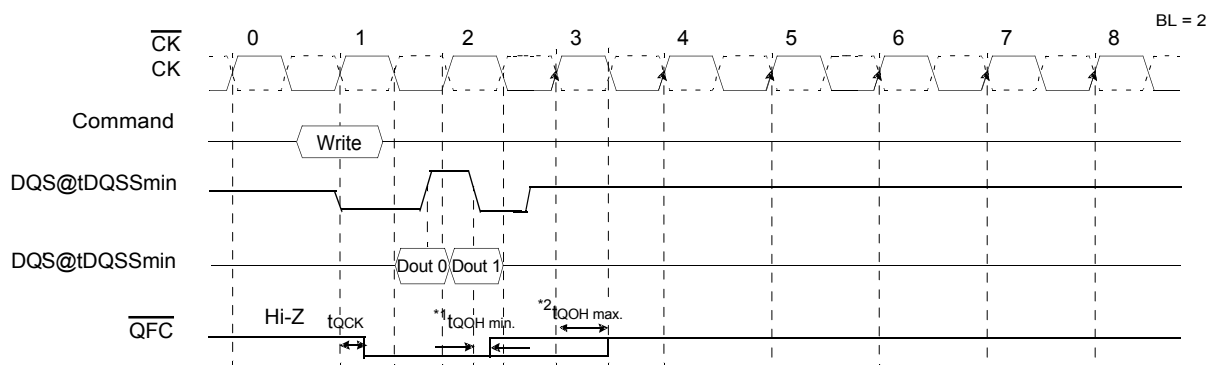 BL = 2
0 1 2 3 4 5 6 7 8
CK
CK
Command
Write
DQS@tDQSSmin
DQS@tDQSSmin
Dout 0 Dout 1
Hi-Z tQCK *1tQOH min. *2tQOH max.
QFC